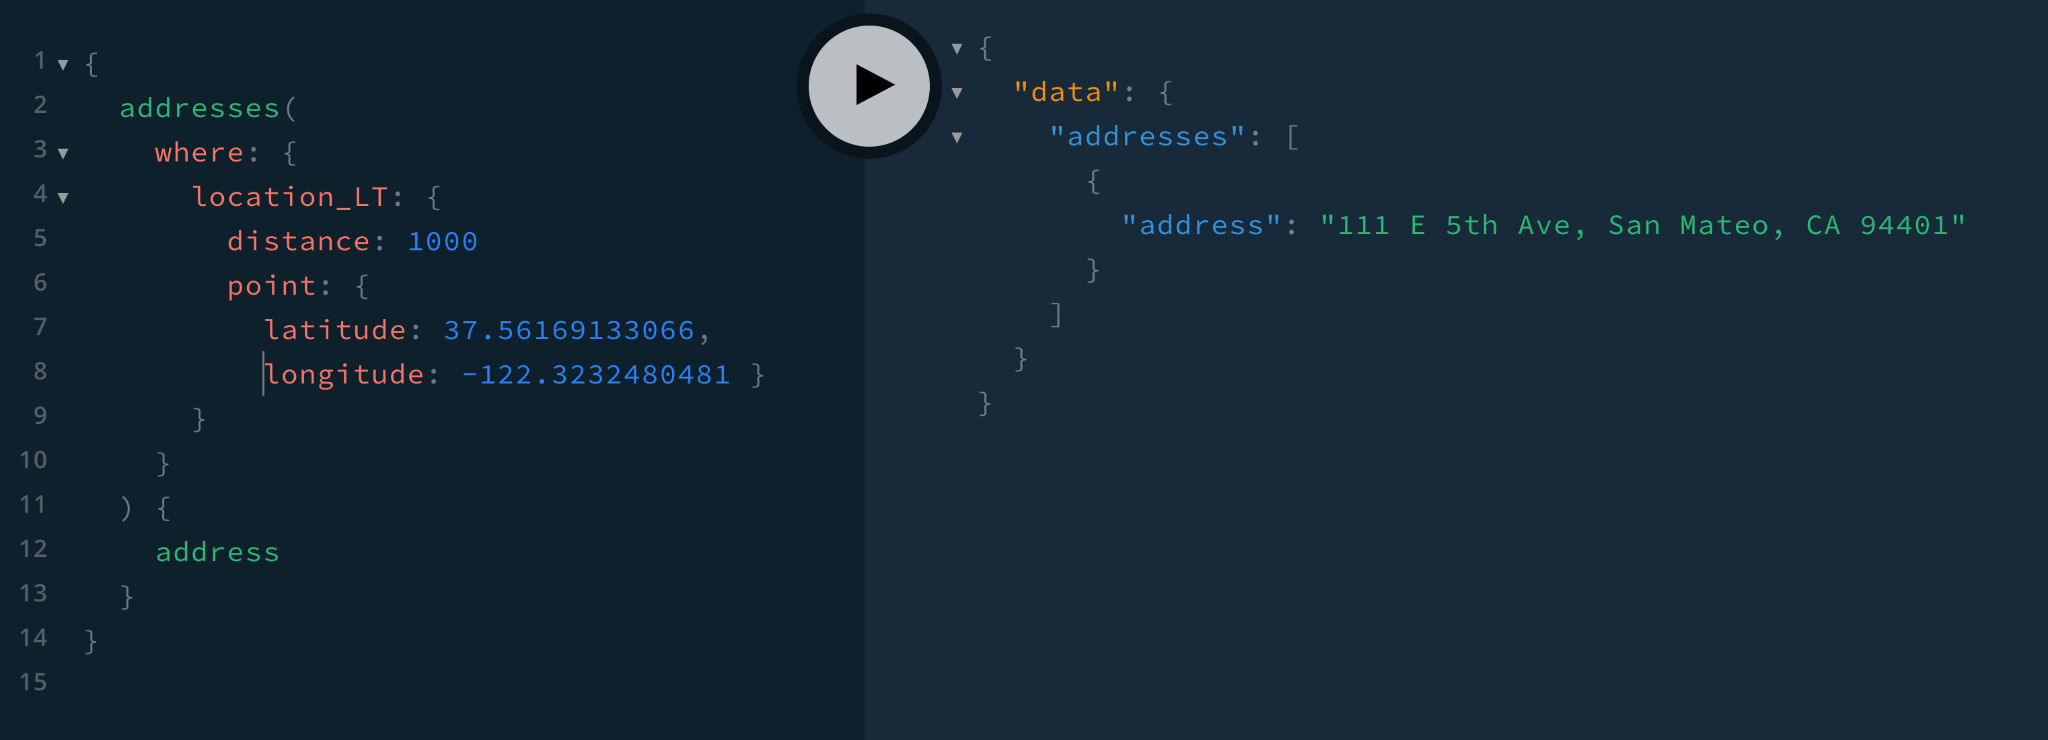 1 {
2   addresses(
3     where: {
4       location_LT: {
5         distance: 1000
6         point: {
7           latitude: 37.56169133066,
8           longitude: -122.3232480481 }
9       }
10     }
11   ) {
12     address
13   }
14 }
15
{
  "data": {
    "addresses": [
      {
        "address": "111 E 5th Ave, San Mateo, CA 94401"
      }
    ]
  }
}